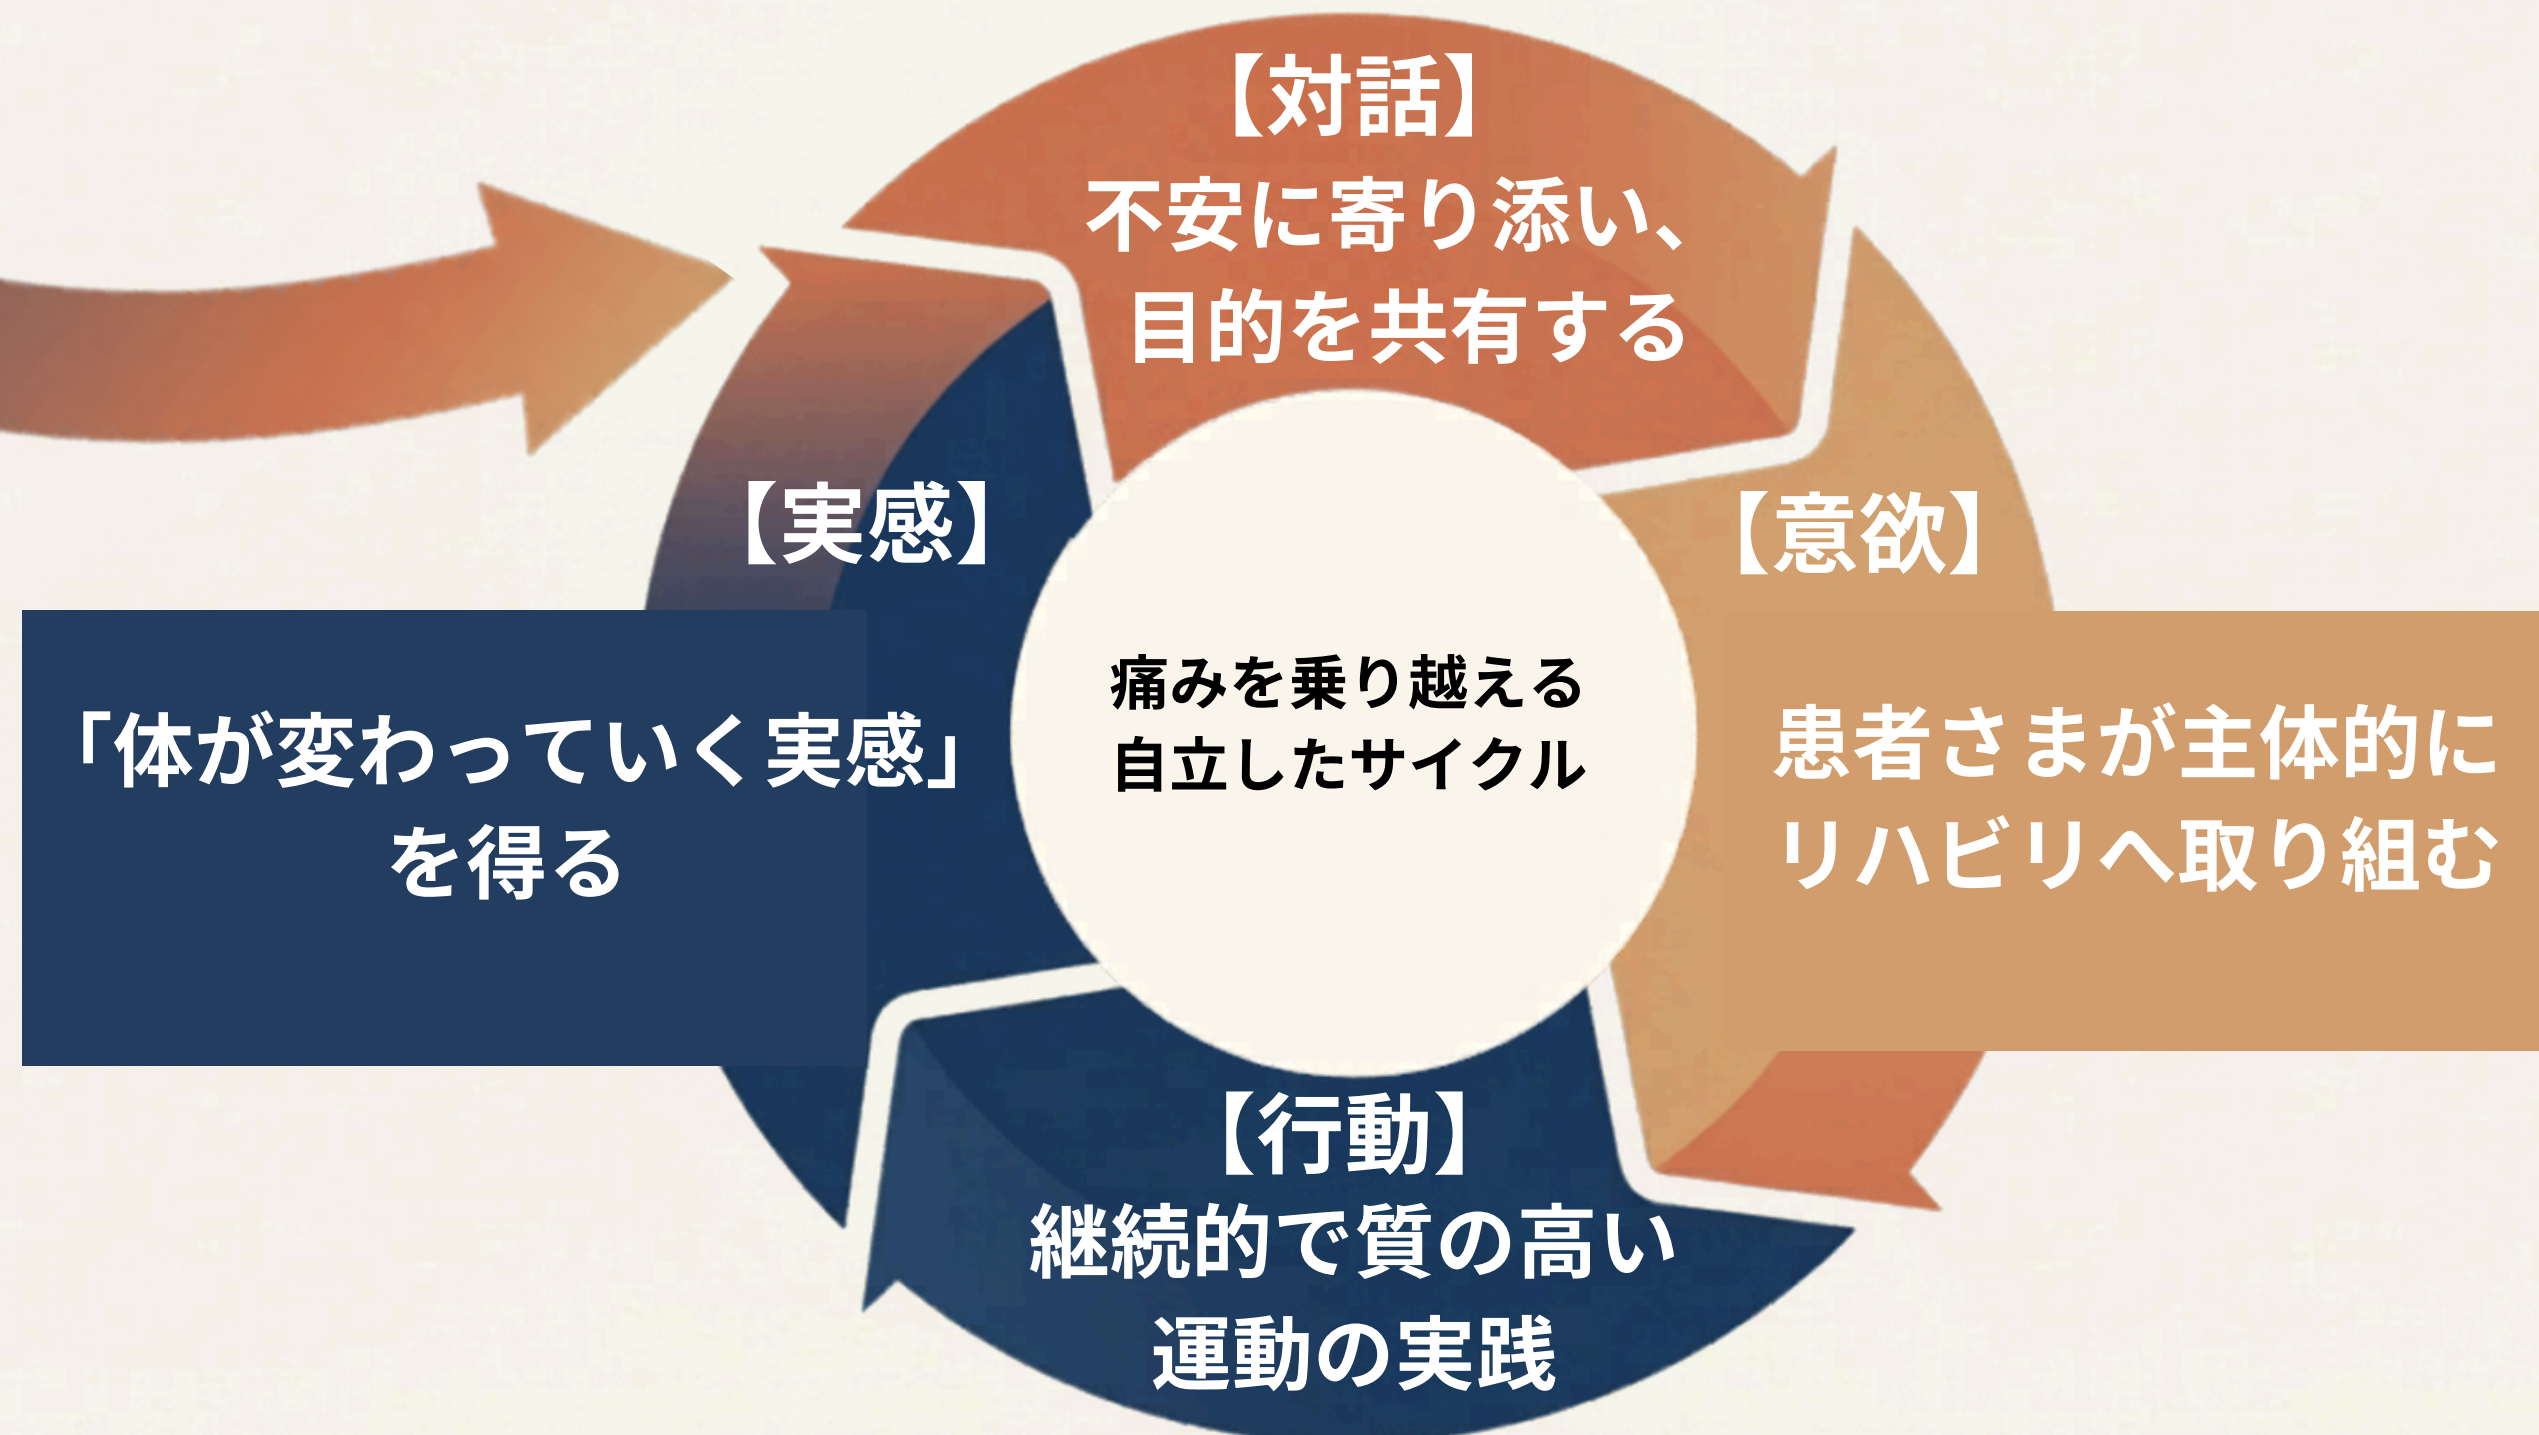 【対話】
不安に寄り添い、
目的を共有する
【意欲】
患者さまが主体的に
リハビリへ取り組む
【行動】
継続的で質の高い
運動の実践
【実感】
「体が変わっていく実感」
を得る
痛みを乗り越える
自立したサイクル